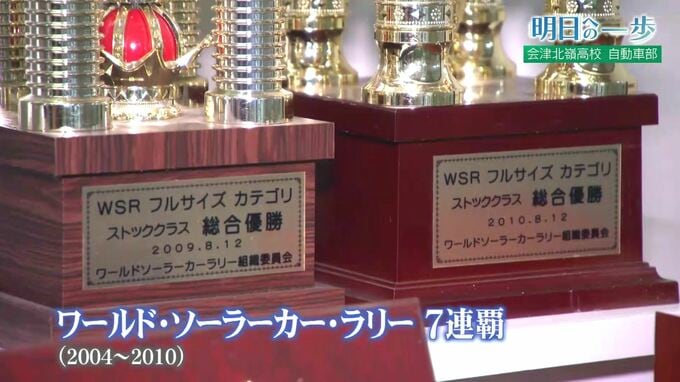 明日への一歩
会津北嶺高校 自動車部
WSR フルサイズ カテゴリ
ストッククラス 総合優勝
2009.8.12
ワールドソーラーカーラリー組織委員会
WSR フルサイズ カテゴリ
ストッククラス 総合優勝
2010.8.12
ワールドソーラーカーラリー組織委員会
ワールド・ソーラーカー・ラリー 7連覇
(2004～2010)